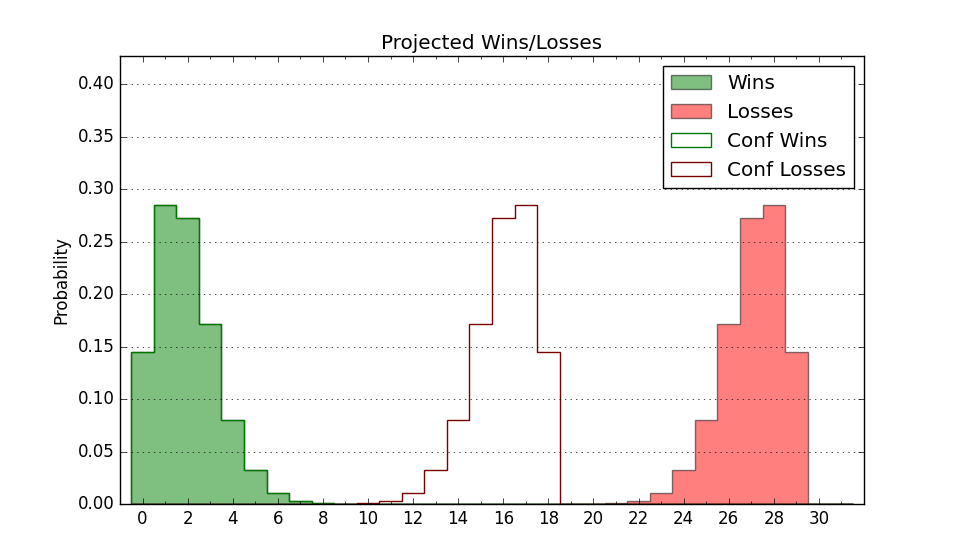 Projected Wins/Losses
Wins
Losses
Conf Wins
Conf Losses
Probability
0.40
0.35
0.30
0.25
0.20
0.15
0.10
0.05
0.00
0 2 4 6 8 10 12 14 16 18 20 22 24 26 28 30